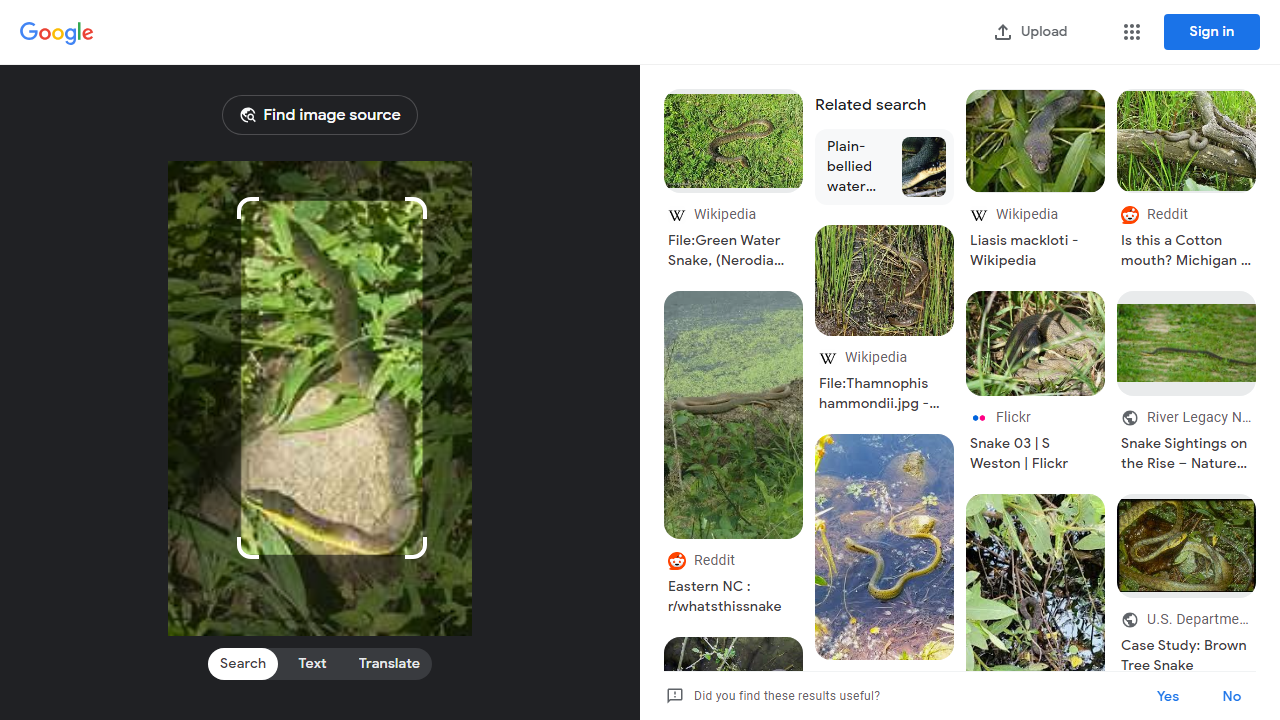 Google
Upload
Sign in
Find image source
Search
Text
Translate
Wikipedia
File:Green Water
Snake, (Nerodia...
Reddit
Eastern NC :
r/whatsthissnake
Related search
Plain-
bellied
water...
Wikipedia
File:Thamnophis
hammondii.jpg -...
Wikipedia
Liasis mackloti -
Wikipedia
Flickr
Snake 03 | S
Weston | Flickr
Reddit
Is this a Cotton
mouth? Michigan ...
River Legacy N...
Snake Sightings on
the Rise – Nature...
U.S. Departme...
Case Study: Brown
Tree Snake
Did you find these results useful?
Yes
No